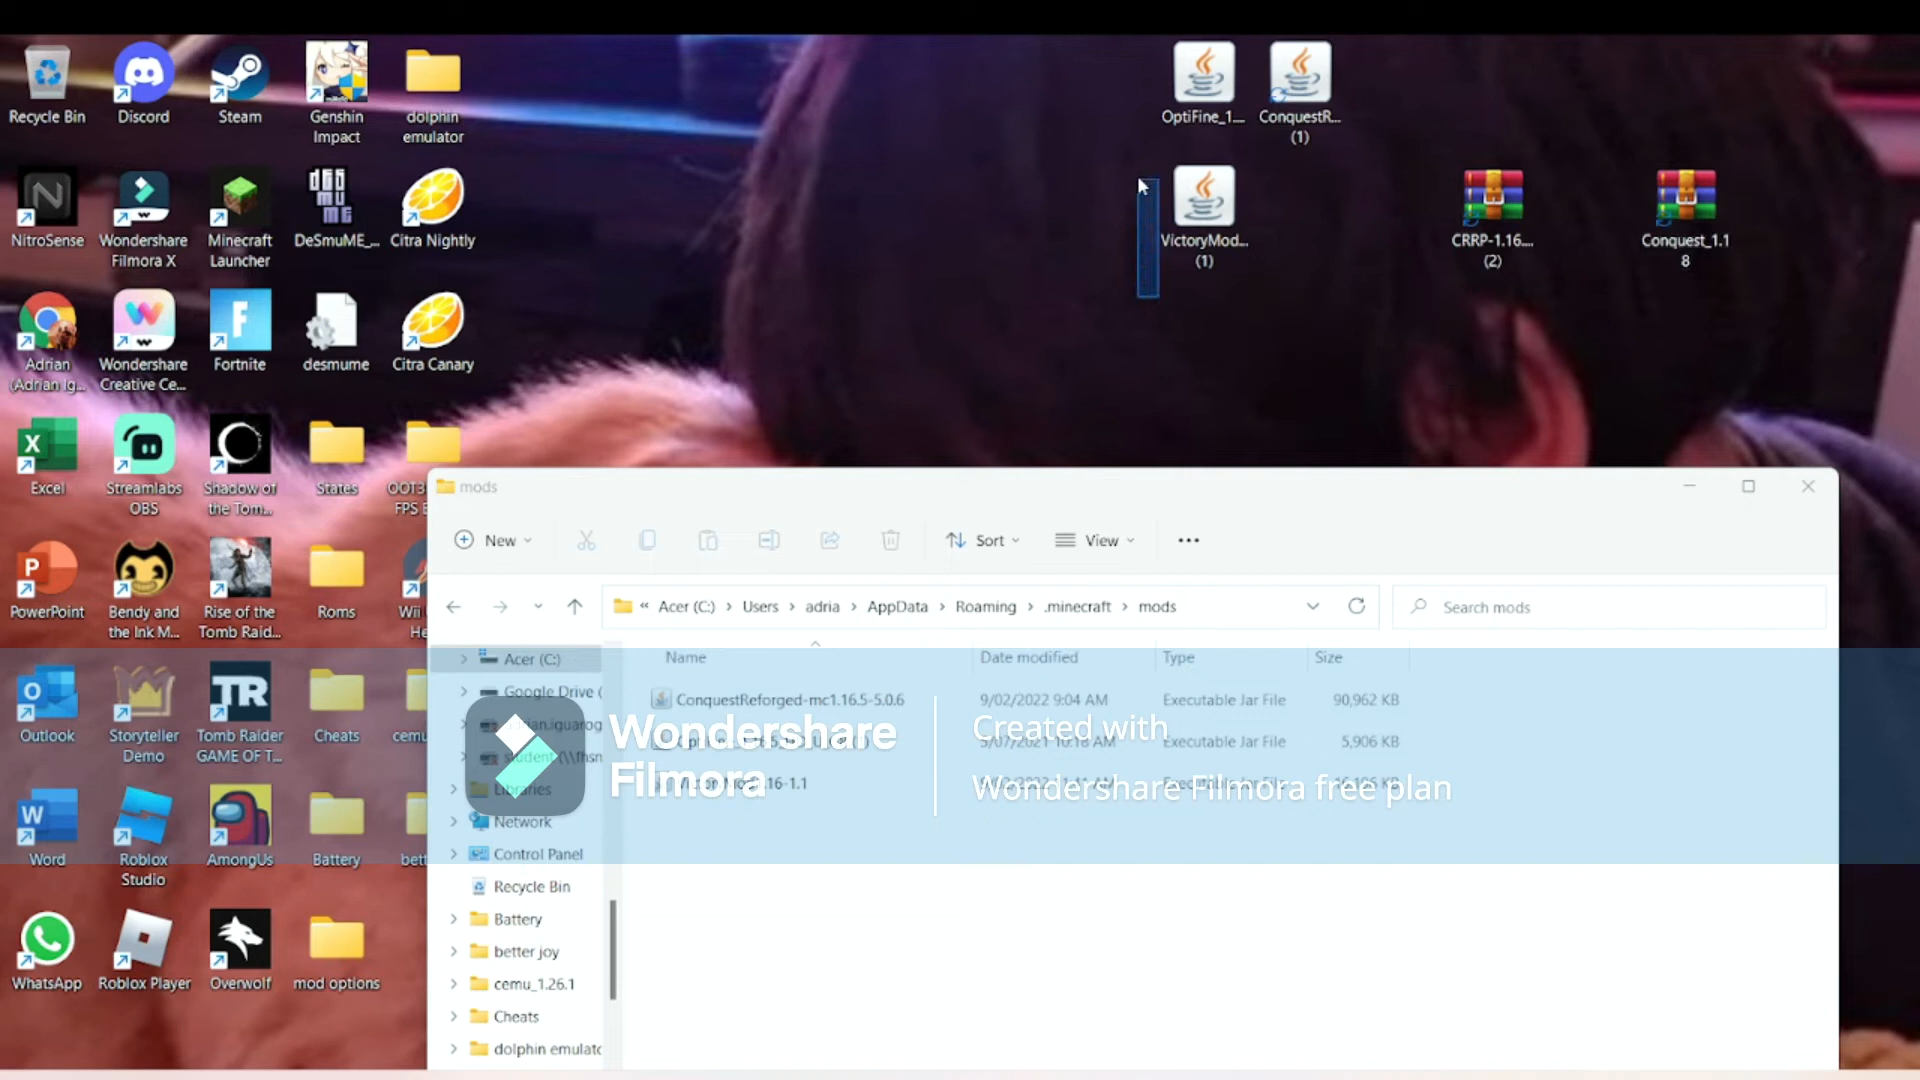 Recycle Bin
Discord
Steam
Genshin
Impact
dolphin
emulator
OptiFine_1....
ConquestR...
(1)
NitroSense
Wondershare
Filmora X
Minecraft
Launcher
DeSmuME_...
Citra Nightly
VictoryMod...
(1)
CRRP-1.16....
(2)
Conquest_1.1
8
Adrian
(Adrian Ig...
Wondershare
Creative Ce...
Fortnite
desmume
Citra Canary
Excel
Streamlabs
OBS
Shadow of
the Tom...
States
OOT3
FPS
PowerPoint
Bendy and
the Ink M...
Rise of the
Tomb Raid...
Roms
Wii
He
Outlook
Storyteller
Demo
Tomb Raider
GAME OF T...
Cheats
cemu
Word
Roblox
Studio
AmongUs
Battery
bett
WhatsApp
Roblox Player
Overwolf
mod options
mods
New
Sort
View
Acer (C:) › Users › adria › AppData › Roaming › .minecraft › mods
Search mods
Name
Date modified
Type
Size
ConquestReforged-mc1.16.5-5.0.6
9/02/2022 9:04 AM
Executable Jar File
90,962 KB
5/07/2021 10:18 AM
Executable Jar File
5,906 KB
Acer (C:)
Google Drive (
Libraries
Network
Control Panel
Recycle Bin
Battery
better joy
cemu_1.26.1
Cheats
dolphin emulato
Wondershare
Filmora
Created with
Wondershare Filmora free plan